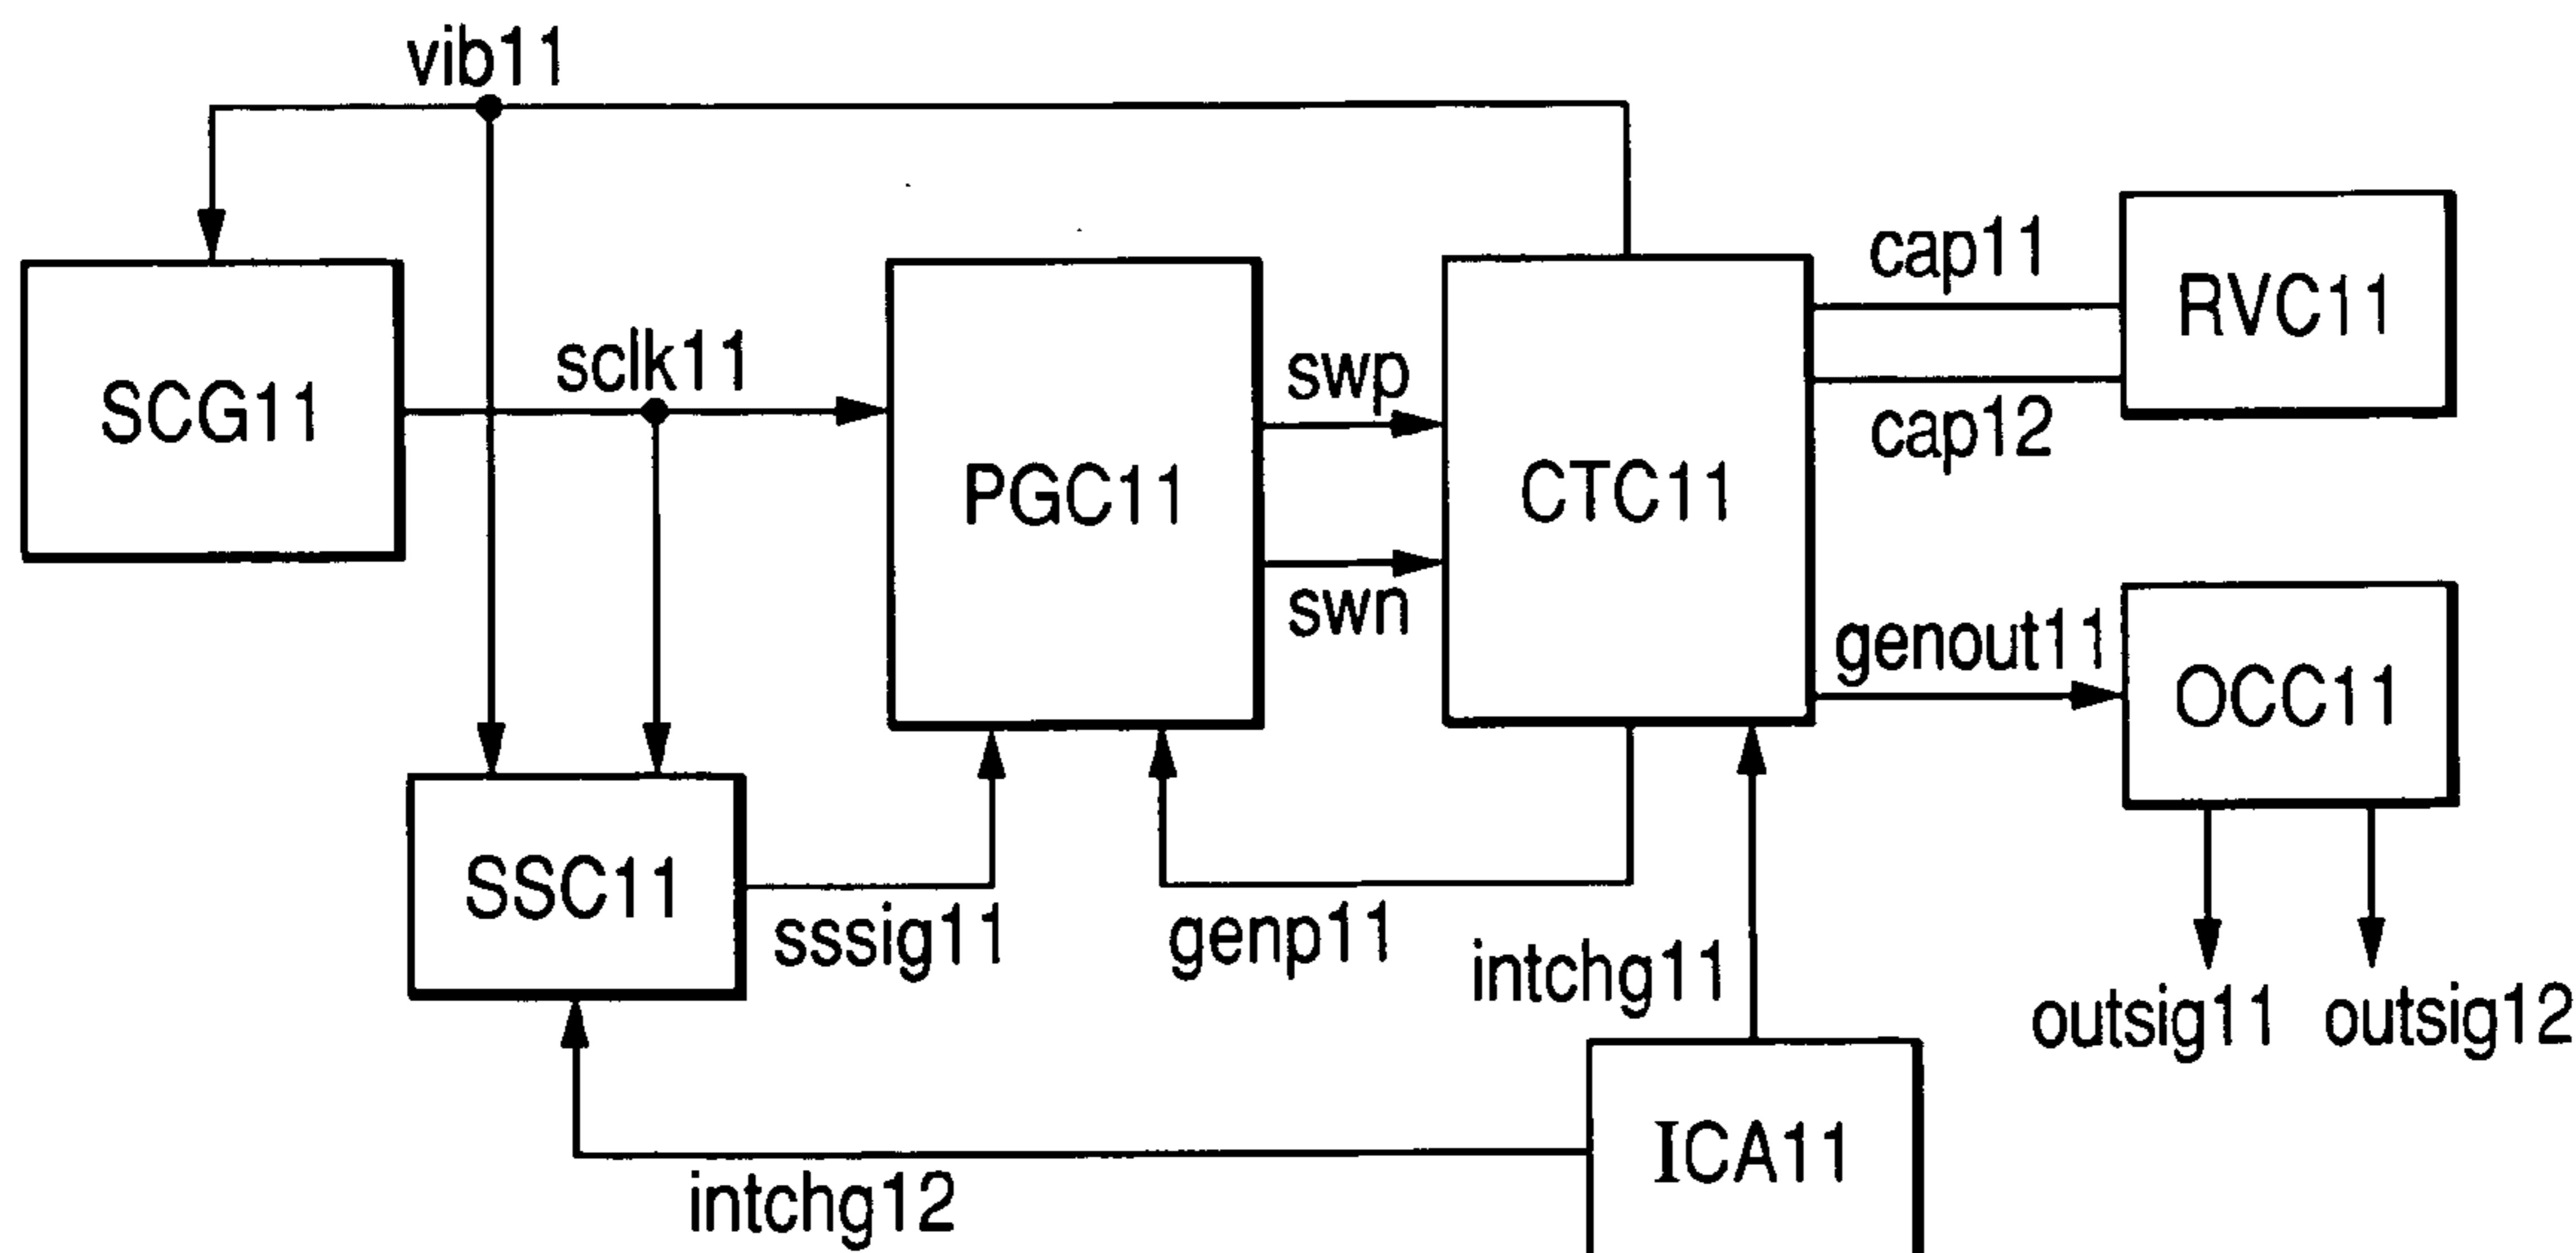 vib11
cap11
RVC11
sclk11
swp
SCG11
cap12
PGC11
CTC11
swn
genout11
OCC11
SSC11
sssig11
genp11
intchg11
outsig11
outsig12
ICA11
intchg12